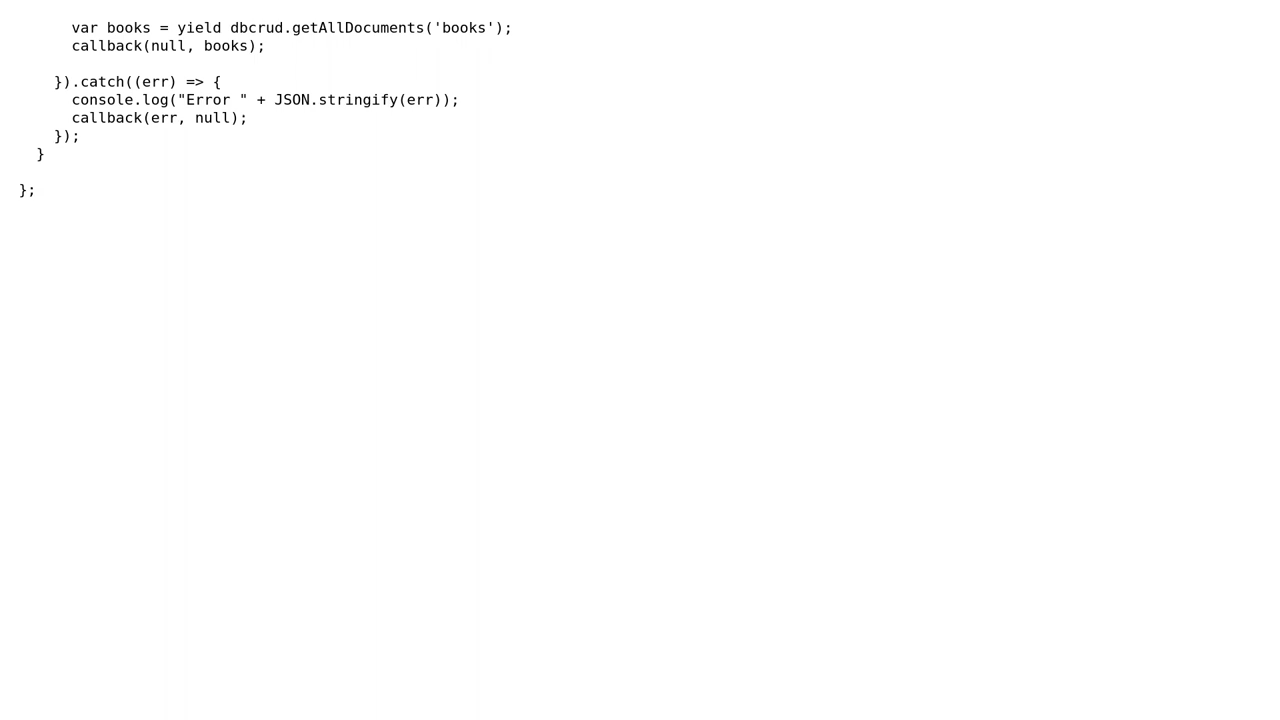 var books = yield dbcrud.getAllDocuments('books');
callback(null, books);
}).catch((err) => {
console.log("Error " + JSON.stringify(err));
callback(err, null);
});
}
};